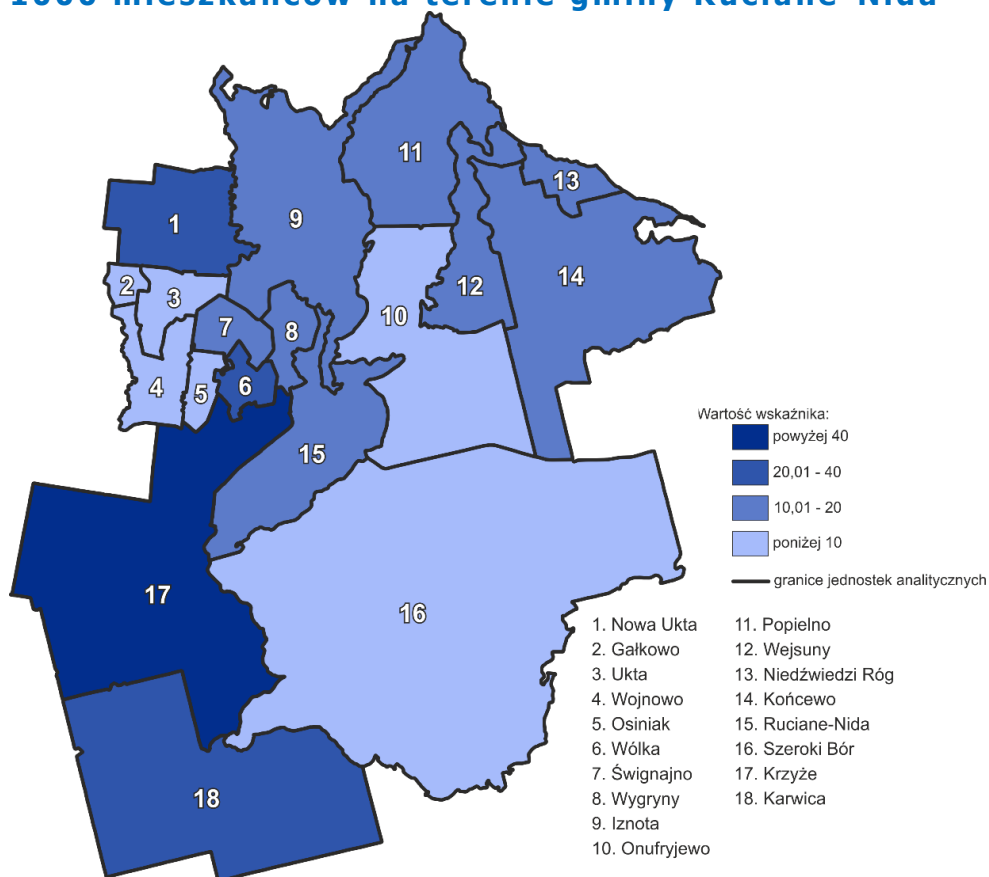 1000 mieszkańców na terenie gminy Ruciane-Nida
11
13
9
1
14
2
3
12
10
7
8
4
5
6
15
17
16
18
Wartość wskaźnika:
powyżej 40
20,01 - 40
10,01 - 20
poniżej 10
granice jednostek analitycznych
1. Nowa Ukta
2. Gałkowo
3. Ukta
4. Wojnowo
5. Osiniak
6. Wólka
7. Śwignajno
8. Wygryny
9. Iznota
10. Onufryjewo
11. Popielno
12. Wejsuny
13. Niedźwiedzi Róg
14. Końcewo
15. Ruciane-Nida
16. Szeroki Bór
17. Krzyże
18. Karwica